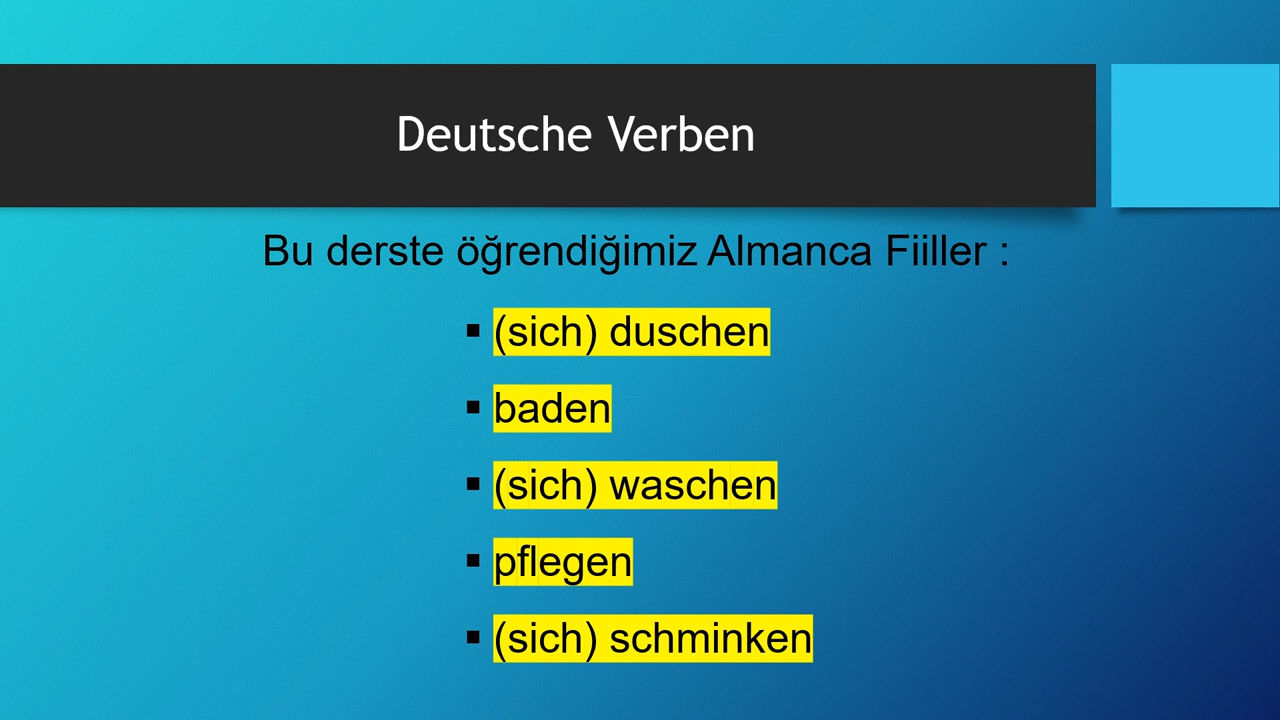 Deutsche Verben
Bu derste öğrendiğimiz Almanca Fiiller :
▪ (sich) duschen
▪ baden
▪ (sich) waschen
▪ pflegen
▪ (sich) schminken